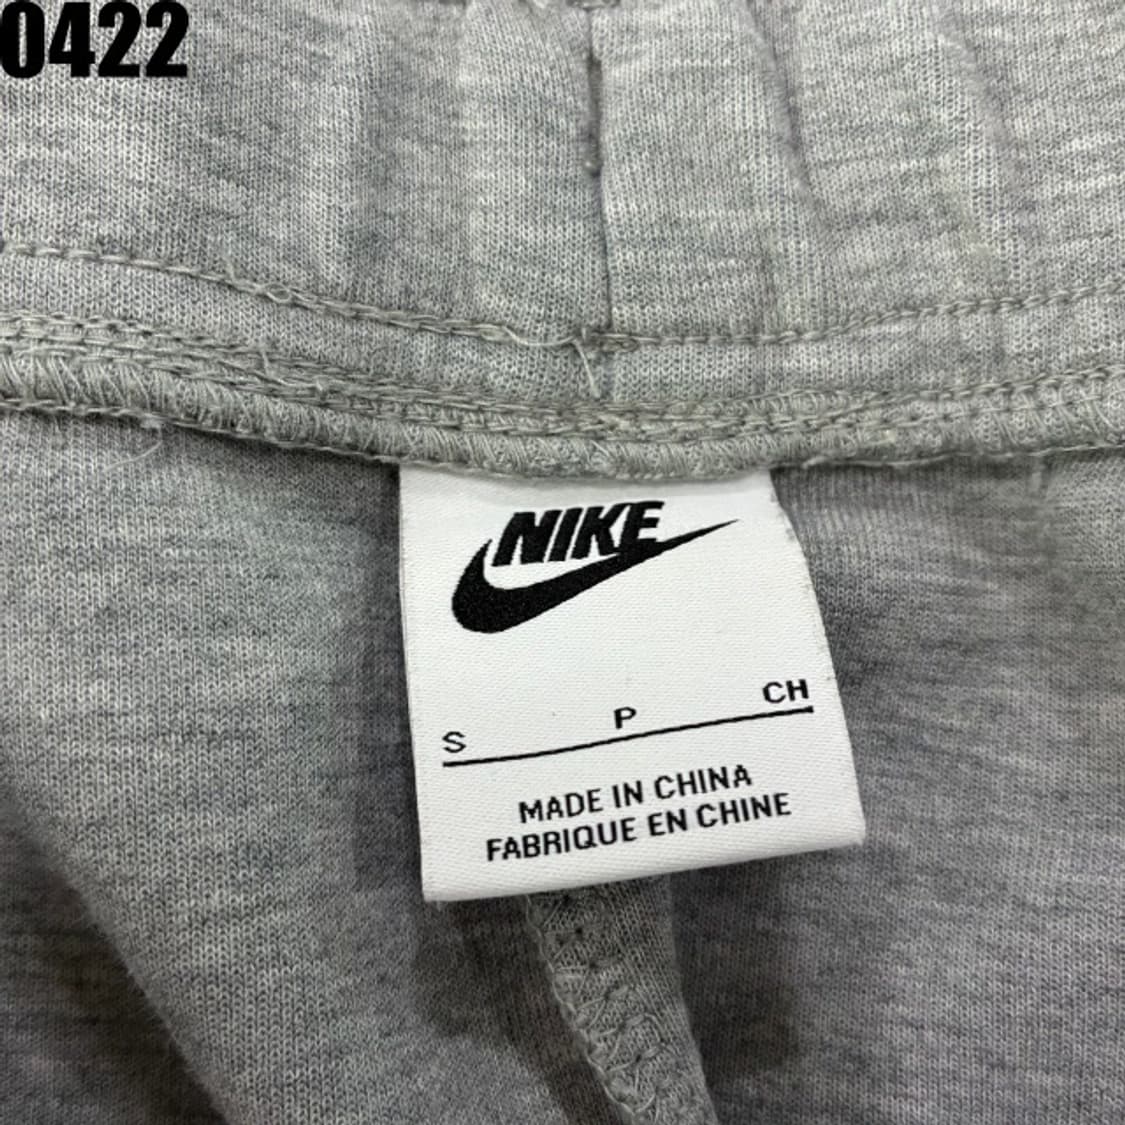 0422
NIKE
S P CH
MADE IN CHINA
FABRIQUE EN CHINE